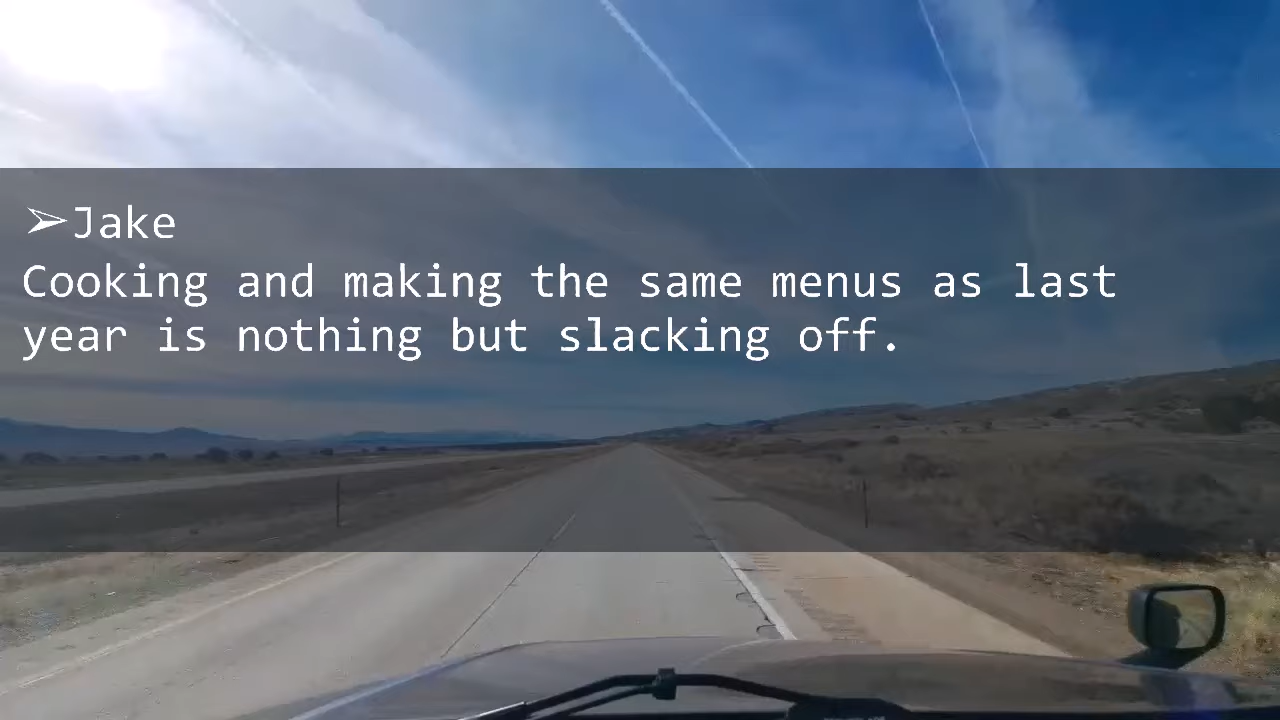 ➢Jake
Cooking and making the same menus as last
year is nothing but slacking off.